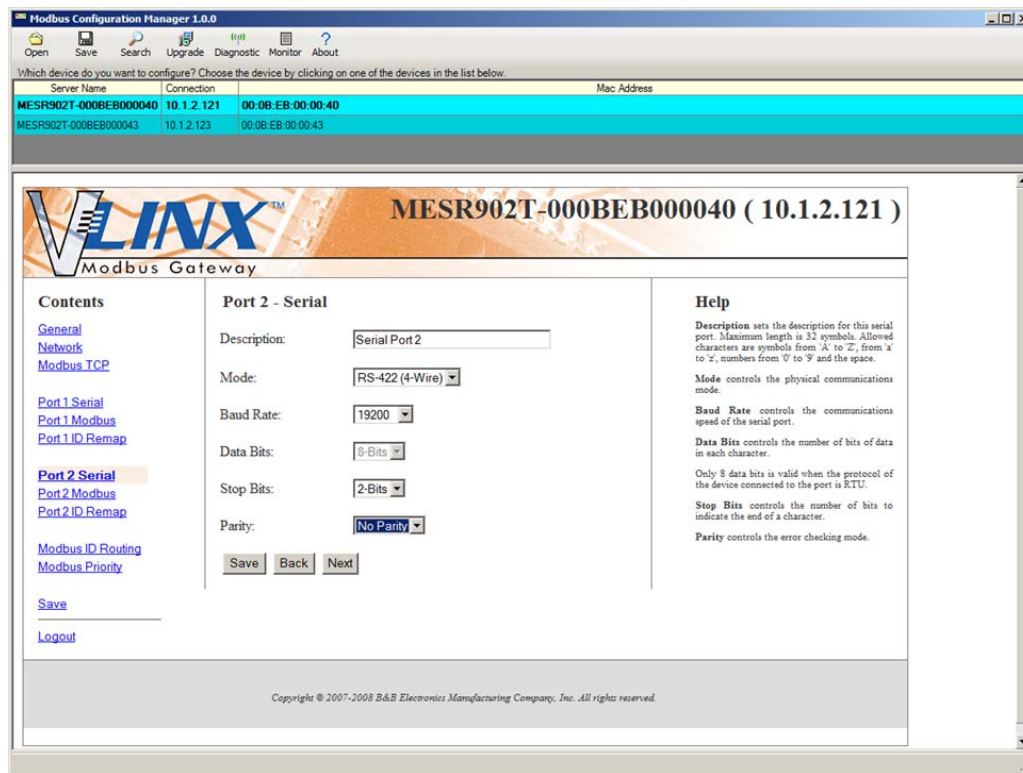 Modbus Configuration Manager 1.0.0
Open Save Search Upgrade Diagnostic Monitor About
Which device do you want to configure? Choose the device by clicking on one of the devices in the list below.
Server Name Connection Mac Address
MESR902T-000BEB000040 10.1.2.121 00:0B:EB:00:00:40
MESR902T-000BEB000043 10.1.2.123 00:0B:EB:00:00:43
VLINX™
Modbus Gateway
MESR902T-000BEB000040 ( 10.1.2.121 )
Contents
General
Network
Modbus TCP
Port 1 Serial
Port 1 Modbus
Port 1 ID Remap
Port 2 Serial
Port 2 Modbus
Port 2 ID Remap
Modbus ID Routing
Modbus Priority
Save
Logout
Port 2 - Serial
Description: Serial Port 2
Mode: RS-422 (4-Wire)
Baud Rate: 19200
Data Bits: 8-Bits
Stop Bits: 2-Bits
Parity: No Parity
Save Back Next
Help
Description sets the description for this serial
port. Maximum length is 32 symbols. Allowed
characters are symbols from 'A' to 'Z', from 'a'
to 'z', numbers from '0' to '9' and the space.
Mode controls the physical communications
mode.
Baud Rate controls the communications
speed of the serial port.
Data Bits controls the number of bits of data
in each character.
Only 8 data bits is valid when the protocol of
the device connected to the port is RTU.
Stop Bits controls the number of bits to
indicate the end of a character.
Parity controls the error checking mode.
Copyright © 2007-2008 B&B Electronics Manufacturing Company, Inc. All rights reserved.